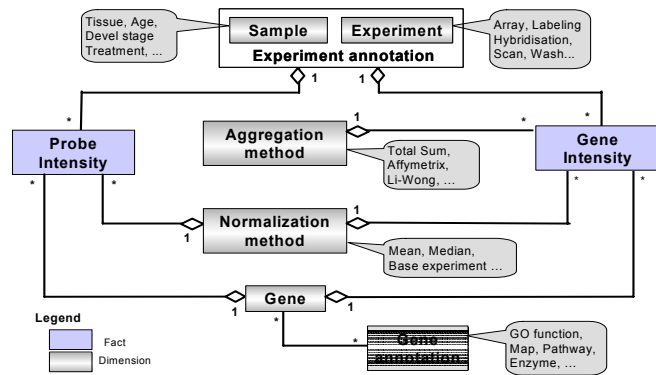 Tissue, Age,
Devel stage
Treatment, ...
Sample
Experiment
Experiment annotation
Array, Labeling
Hybridisation,
Scan, Wash...
1
1
*
*
Probe
Intensity
Aggregation
method
1
*
Gene
Intensity
Total Sum,
Affymetrix,
Li-Wong, ...
*
*
*
*
1
Normalization
method
1
Mean, Median,
Base experiment ...
1
Gene
1
*
*
Gene
annotation
GO function,
Map, Pathway,
Enzyme, ...
Legend
Fact
Dimension